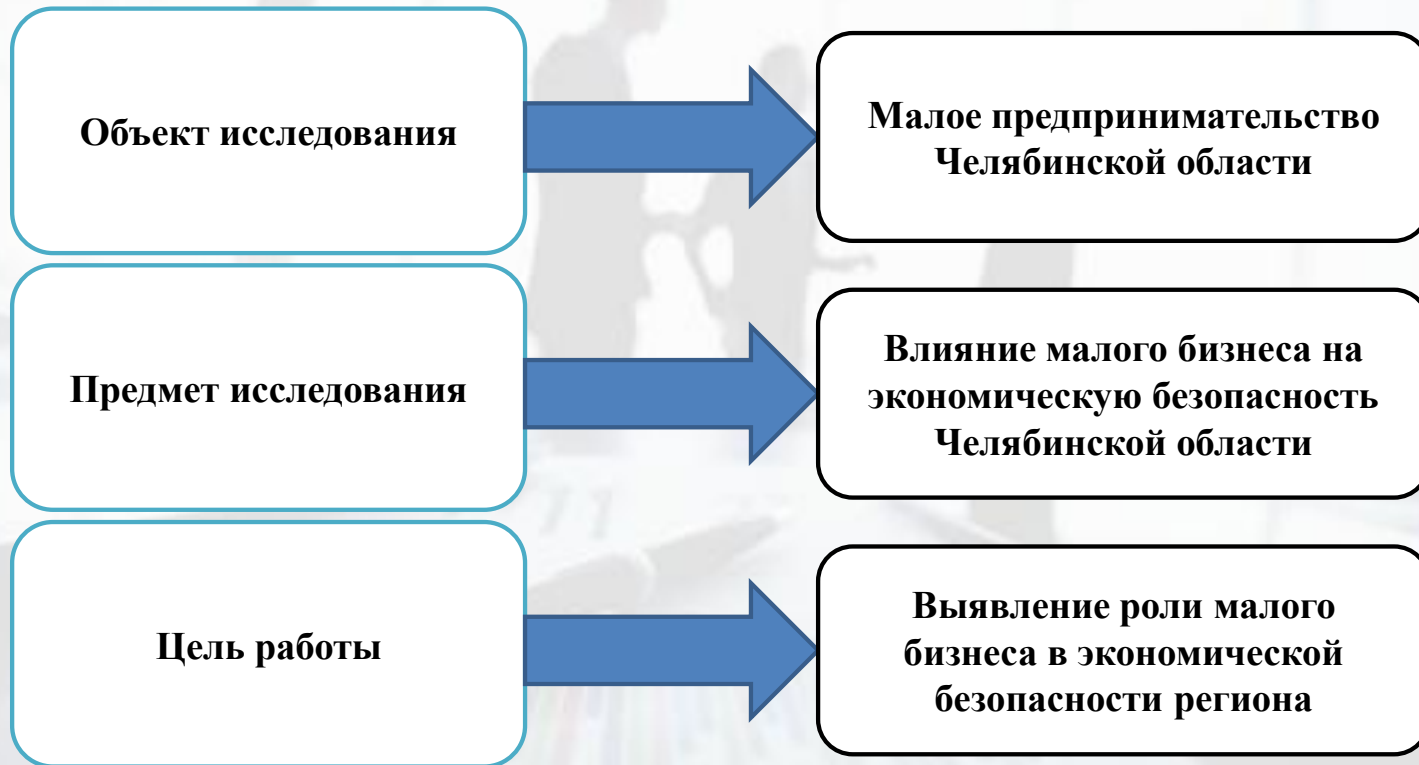 Объект исследования
Малое предпринимательство
Челябинской области
Предмет исследования
Влияние малого бизнеса на
экономическую безопасность
Челябинской области
Цель работы
Выявление роли малого
бизнеса в экономической
безопасности региона